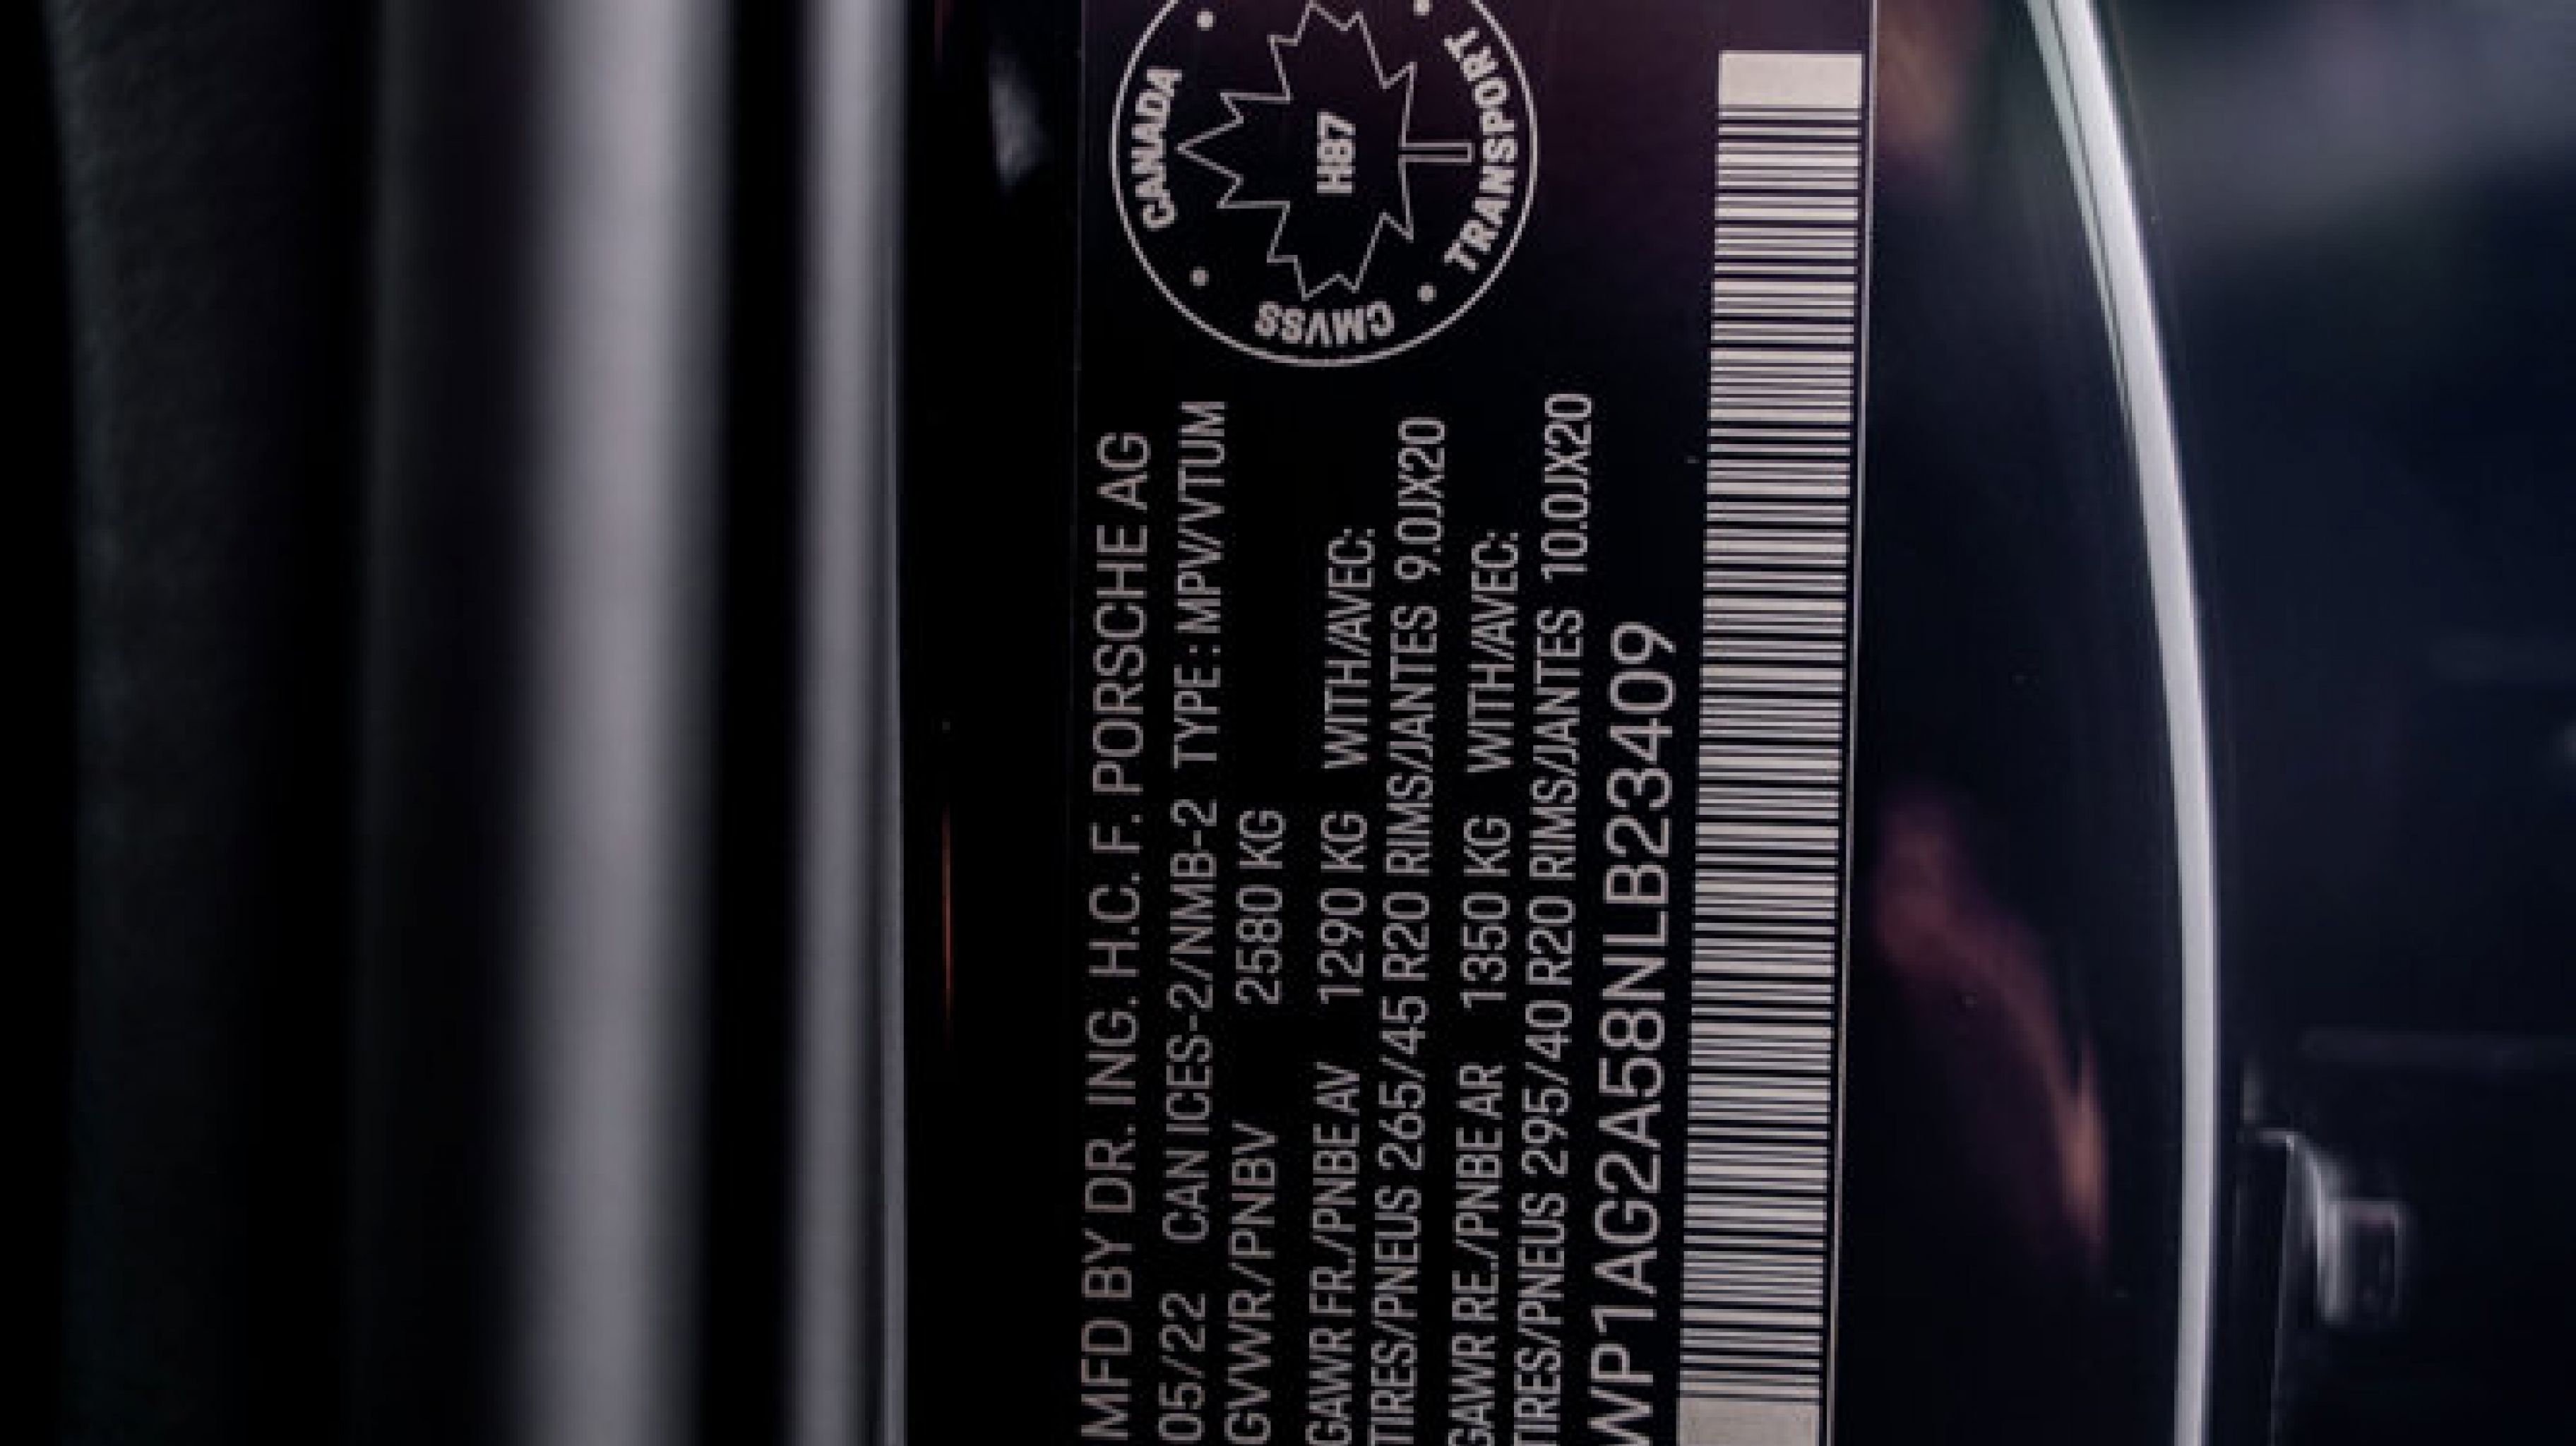 MFD BY DR. ING. H.C. F. PORSCHE AG
05/22 CAN ICES-2/NMB-2 TYPE : MPV/VTUM
GVWR/PNBV 2580 KG
GAWR FR./PNBE AV 1290 KG WITH/AVEC:
TIRES/PNEUS 265/45 R20 RIMS/JANTES 9.0JX20
GAWR RE./PNBE AR 1350 KG WITH/AVEC:
TIRES/PNEUS 295/40 R20 RIMS/JANTES 10.0JX20
WP1AG2A58NLB23409
CANADA
H87
TRANSPORT
CMVSS